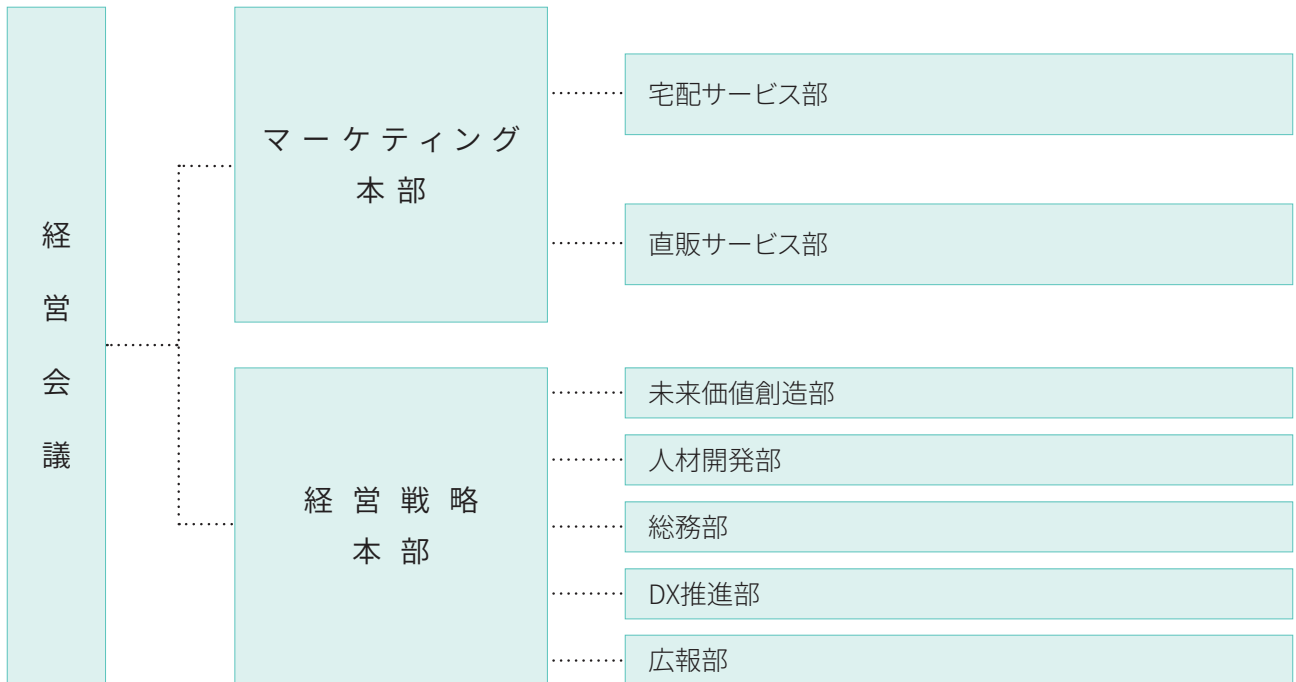 経営会議
マーケティング
本部
宅配サービス部
直販サービス部
経営戦略
本部
未来価値創造部
人材開発部
総務部
DX推進部
広報部